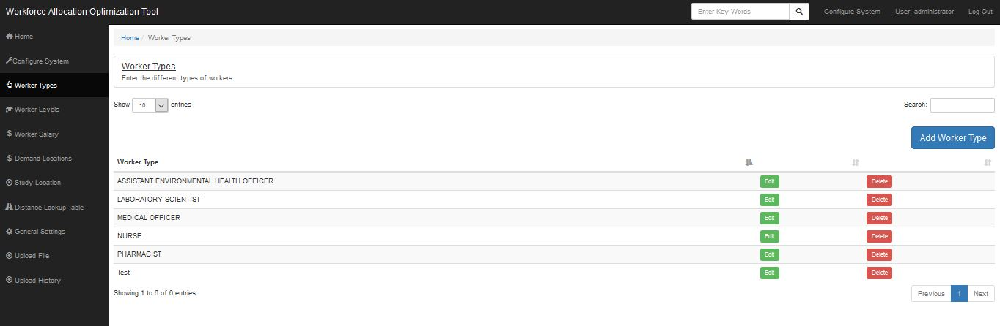 Workforce Allocation Optimization Tool
Enter Key Words
Configure System
User: administrator
Log Out
Home
Configure System
Worker Types
Worker Levels
Worker Salary
Demand Locations
Study Location
Distance Lookup Table
General Settings
Upload File
Upload History
Home / Worker Types
Worker Types
Enter the different types of workers.
Show 10 entries
Search:
Add Worker Type
Worker Type
ASSISTANT ENVIRONMENTAL HEALTH OFFICER Edit Delete
LABORATORY SCIENTIST Edit Delete
MEDICAL OFFICER Edit Delete
NURSE Edit Delete
PHARMACIST Edit Delete
Test Edit Delete
Showing 1 to 6 of 6 entries
Previous 1 Next